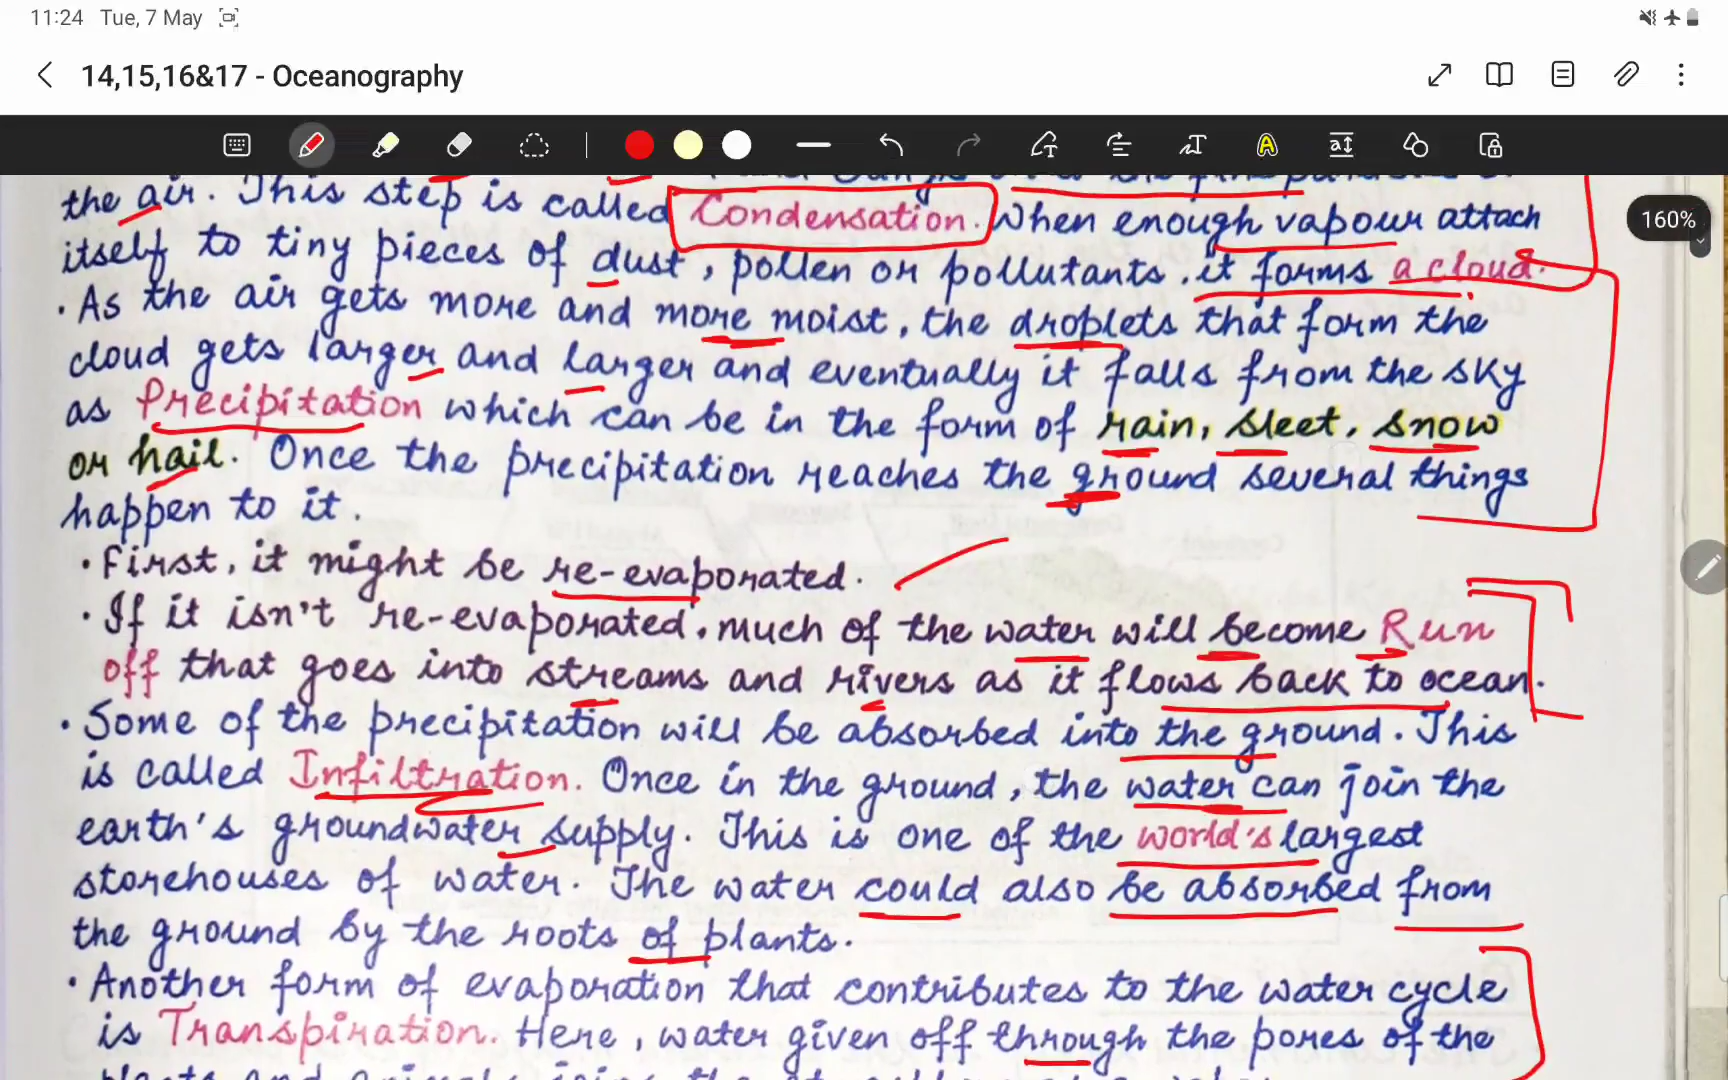 11:24 Tue, 7 May
14,15,16&17 - Oceanography
160%
the air. This step is called Condensation. When enough vapour attach
itself to tiny pieces of dust, pollen or pollutants, it forms a cloud.
· As the air gets more and more moist, the droplets that form the
cloud gets larger and larger and eventually it falls from the sky
as Precipitation which can be in the form of rain, sleet, snow
or hail. Once the precipitation reaches the ground several things
happen to it.
· First, it might be re-evaporated.
· If it isn't re-evaporated, much of the water will become Run
off that goes into streams and rivers as it flows back to ocean.
· Some of the precipitation will be absorbed into the ground. This
is called Infiltration. Once in the ground, the water can join the
earth's groundwater supply. This is one of the world's largest
storehouses of water. The water could also be absorbed from
the ground by the roots of plants.
· Another form of evaporation that contributes to the water cycle
is Transpiration. Here, water given off through the pores of the